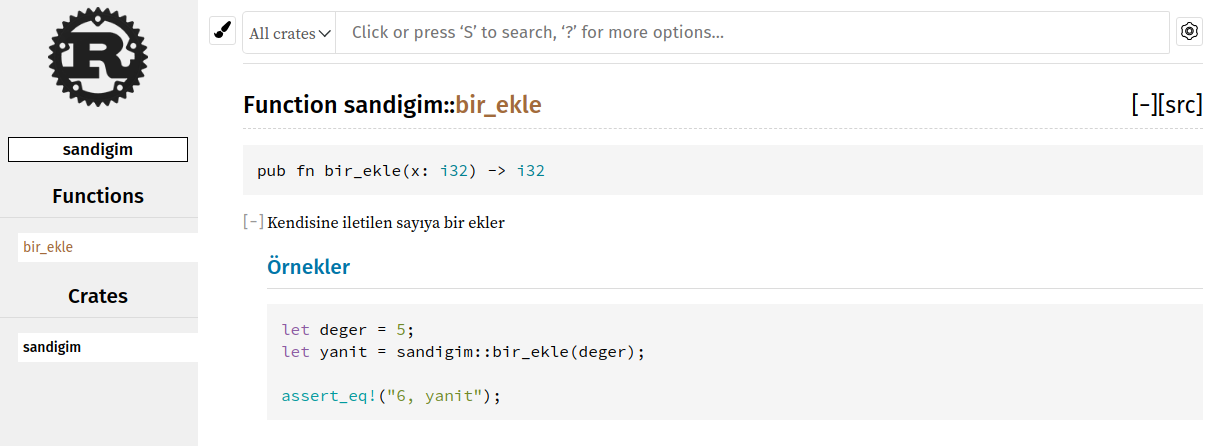 R
sandigim
Functions
bir_ekle
Crates
sandigim
All crates
Click or press ‘S’ to search, ‘?’ for more options…
Function sandigim::bir_ekle
[−][src]
pub fn bir_ekle(x: i32) -> i32
[−] Kendisine iletilen sayıya bir ekler
Örnekler
let deger = 5;
let yanit = sandigim::bir_ekle(deger);
assert_eq!("6, yanit");